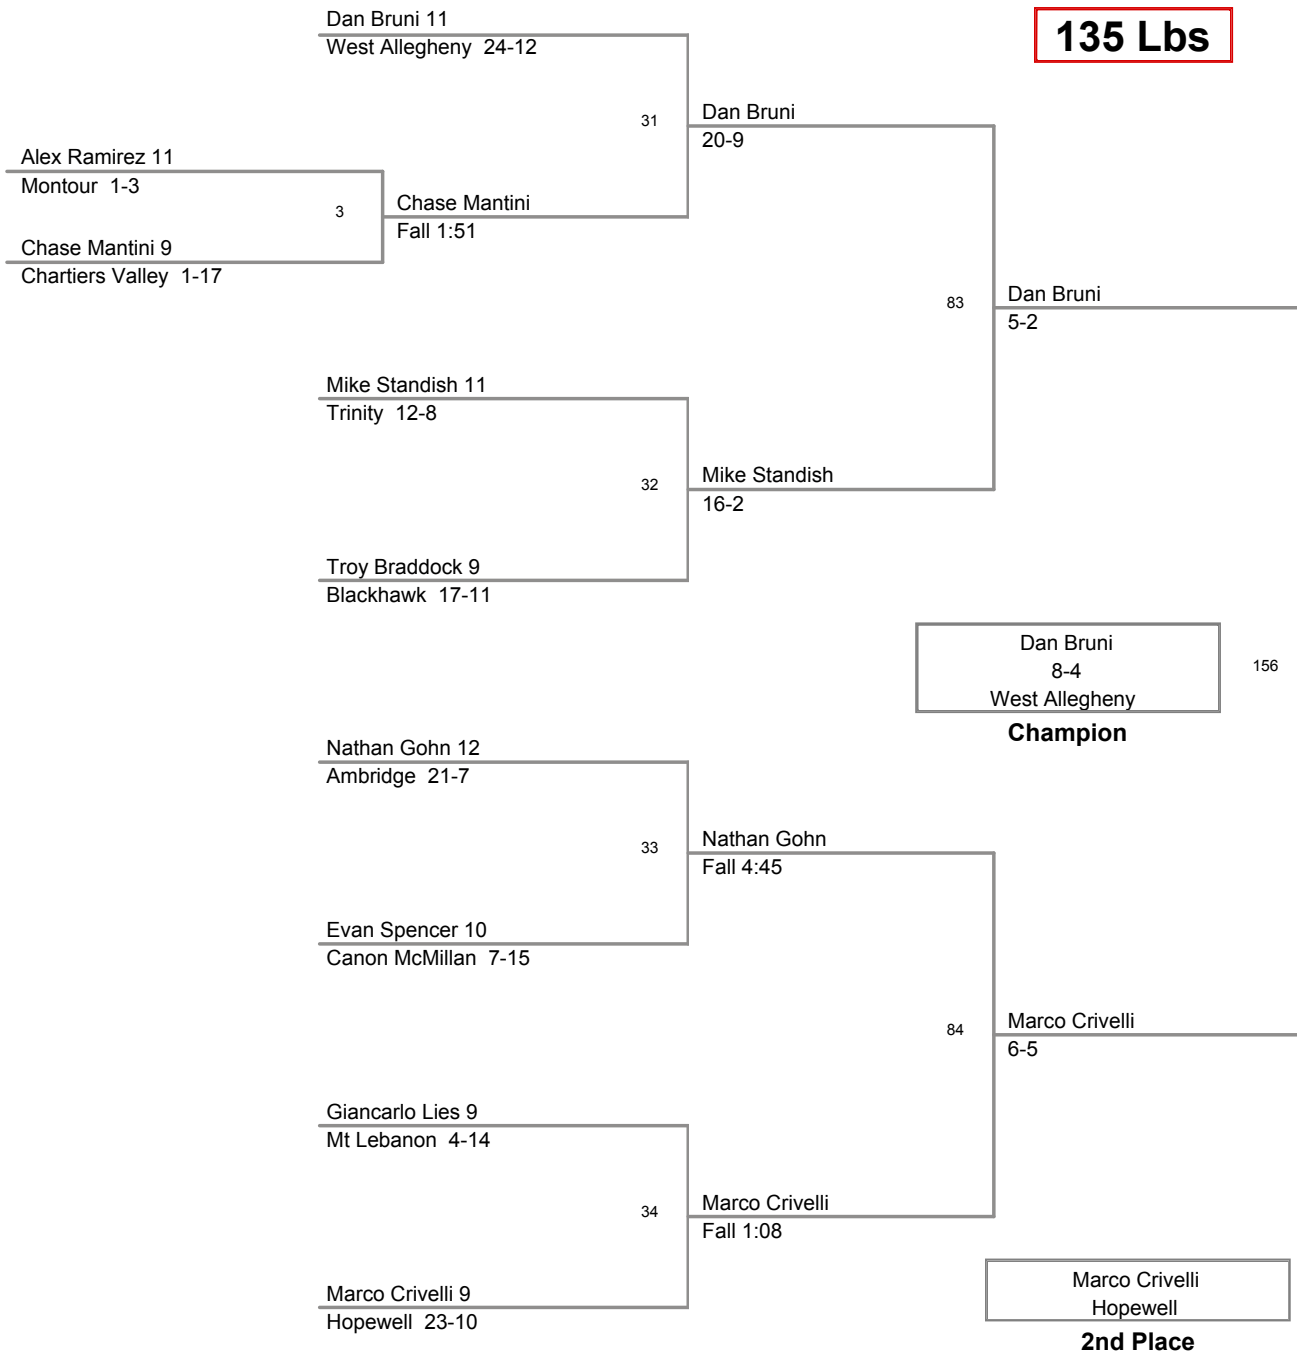 Dan Bruni 11
West Allegheny 24-12
135 Lbs
31
Dan Bruni
20-9
Alex Ramirez 11
Montour 1-3
3
Chase Mantini
Fall 1:51
Chase Mantini 9
Chartiers Valley 1-17
83
Dan Bruni
5-2
Mike Standish 11
Trinity 12-8
32
Mike Standish
16-2
Troy Braddock 9
Blackhawk 17-11
Dan Bruni
8-4
West Allegheny
156
Champion
Nathan Gohn 12
Ambridge 21-7
33
Nathan Gohn
Fall 4:45
Evan Spencer 10
Canon McMillan 7-15
84
Marco Crivelli
6-5
Giancarlo Lies 9
Mt Lebanon 4-14
34
Marco Crivelli
Fall 1:08
Marco Crivelli 9
Hopewell 23-10
Marco Crivelli
Hopewell
2nd Place